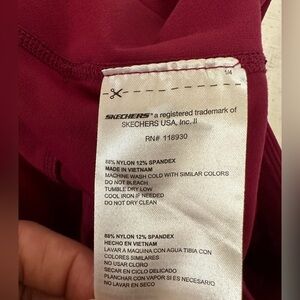 1/4
SKECHERS® a registered trademark of
SKECHERS USA, Inc. II
RN# 118930
88% NYLON 12% SPANDEX
MADE IN VIETNAM
MACHINE WASH COLD WITH SIMILAR COLORS
DO NOT BLEACH
TUMBLE DRY LOW
COOL IRON IF NEEDED
DO NOT DRY CLEAN
88% NYLON 12% SPANDEX
HECHO EN VIETNAM
LAVAR A MAQUINA CON AGUA TIBIA CON
COLORES SIMILARES
NO USAR CLORO
SECAR EN CICLO DELICADO
PLANCHA CON VAPOR SI ES NECESARIO
NO LAVAR EN SECO